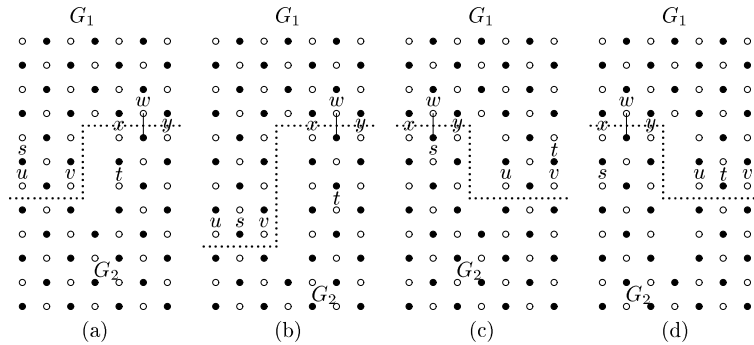 G₁ G₁ G₁ G₁
w w w w
x y x y x y x y
s s t
u v t u v t s u t v
u s v
G₂ G₂
G₂ G₂
(a) (b) (c) (d)